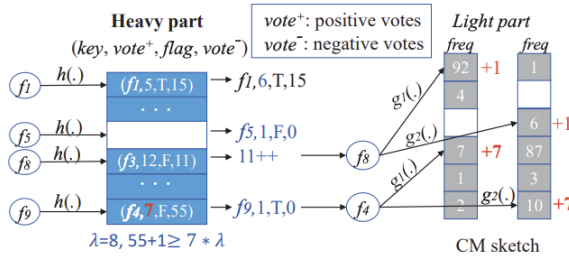 Heavy part
(key, vote⁺, flag, vote⁻)
vote⁺: positive votes
vote⁻: negative votes
Light part
freq freq
f1 h(.) (f1,5,T,15) f1,6,T,15
. . .
f5 h(.) f5,1,F,0
f8 h(.) (f3,12,F,11) 11++ f8
. . .
f9 h(.) (f4,7,F,55) f9,1,T,0 f4
λ=8, 55+1≥ 7 * λ
g1(.) g2(.)
g1(.) g2(.)
92 +1 1
4
6 +1
7 +7 87
1 3
2 10 +7
CM sketch